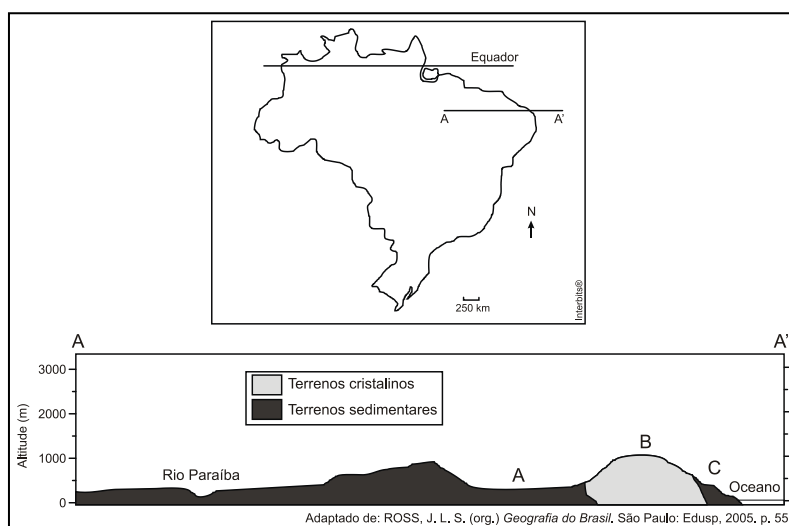 Equador
A A'
N
250 km
Interbits®
A A'
Altitude (m)
3000
2000
1000
0
Terrenos cristalinos
Terrenos sedimentares
Rio Paraíba
A
B
C
Oceano
Adaptado de: ROSS, J. L. S. (org.) Geografia do Brasil. São Paulo: Edusp, 2005. p. 55